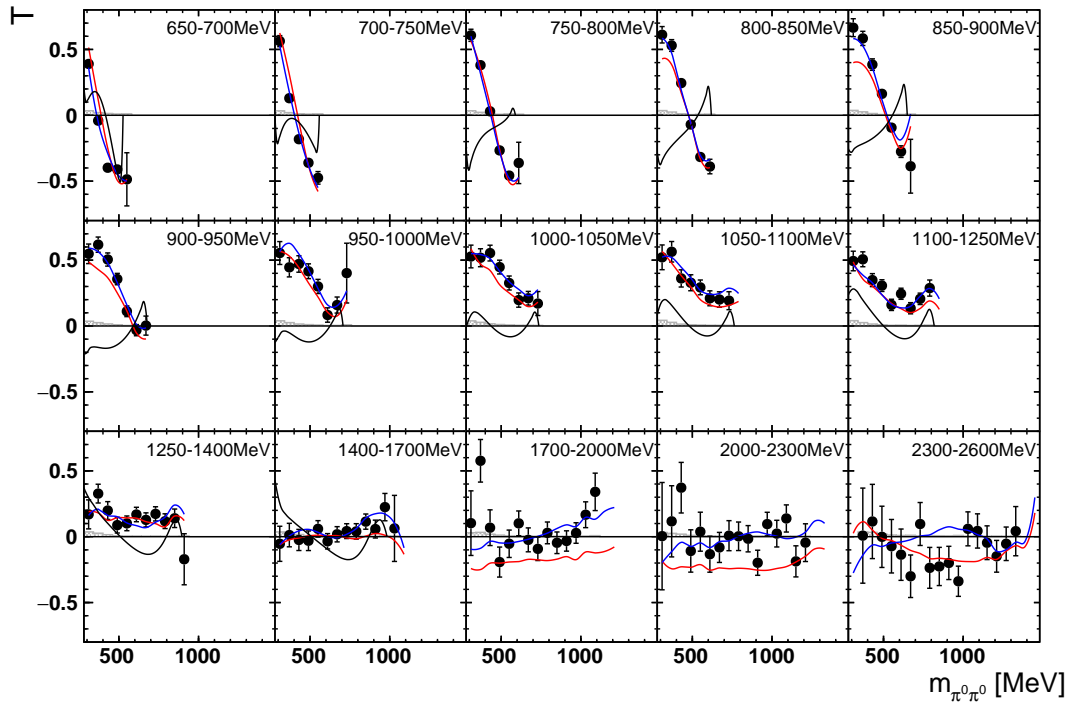 T
650-700MeV 700-750MeV 750-800MeV 800-850MeV 850-900MeV
0.5
0
−0.5
900-950MeV 950-1000MeV 1000-1050MeV 1050-1100MeV 1100-1250MeV
0.5
0
−0.5
1250-1400MeV 1400-1700MeV 1700-2000MeV 2000-2300MeV 2300-2600MeV
0.5
0
−0.5
500 1000 500 1000 500 1000 500 1000 500 1000
m_{π⁰π⁰} [MeV]